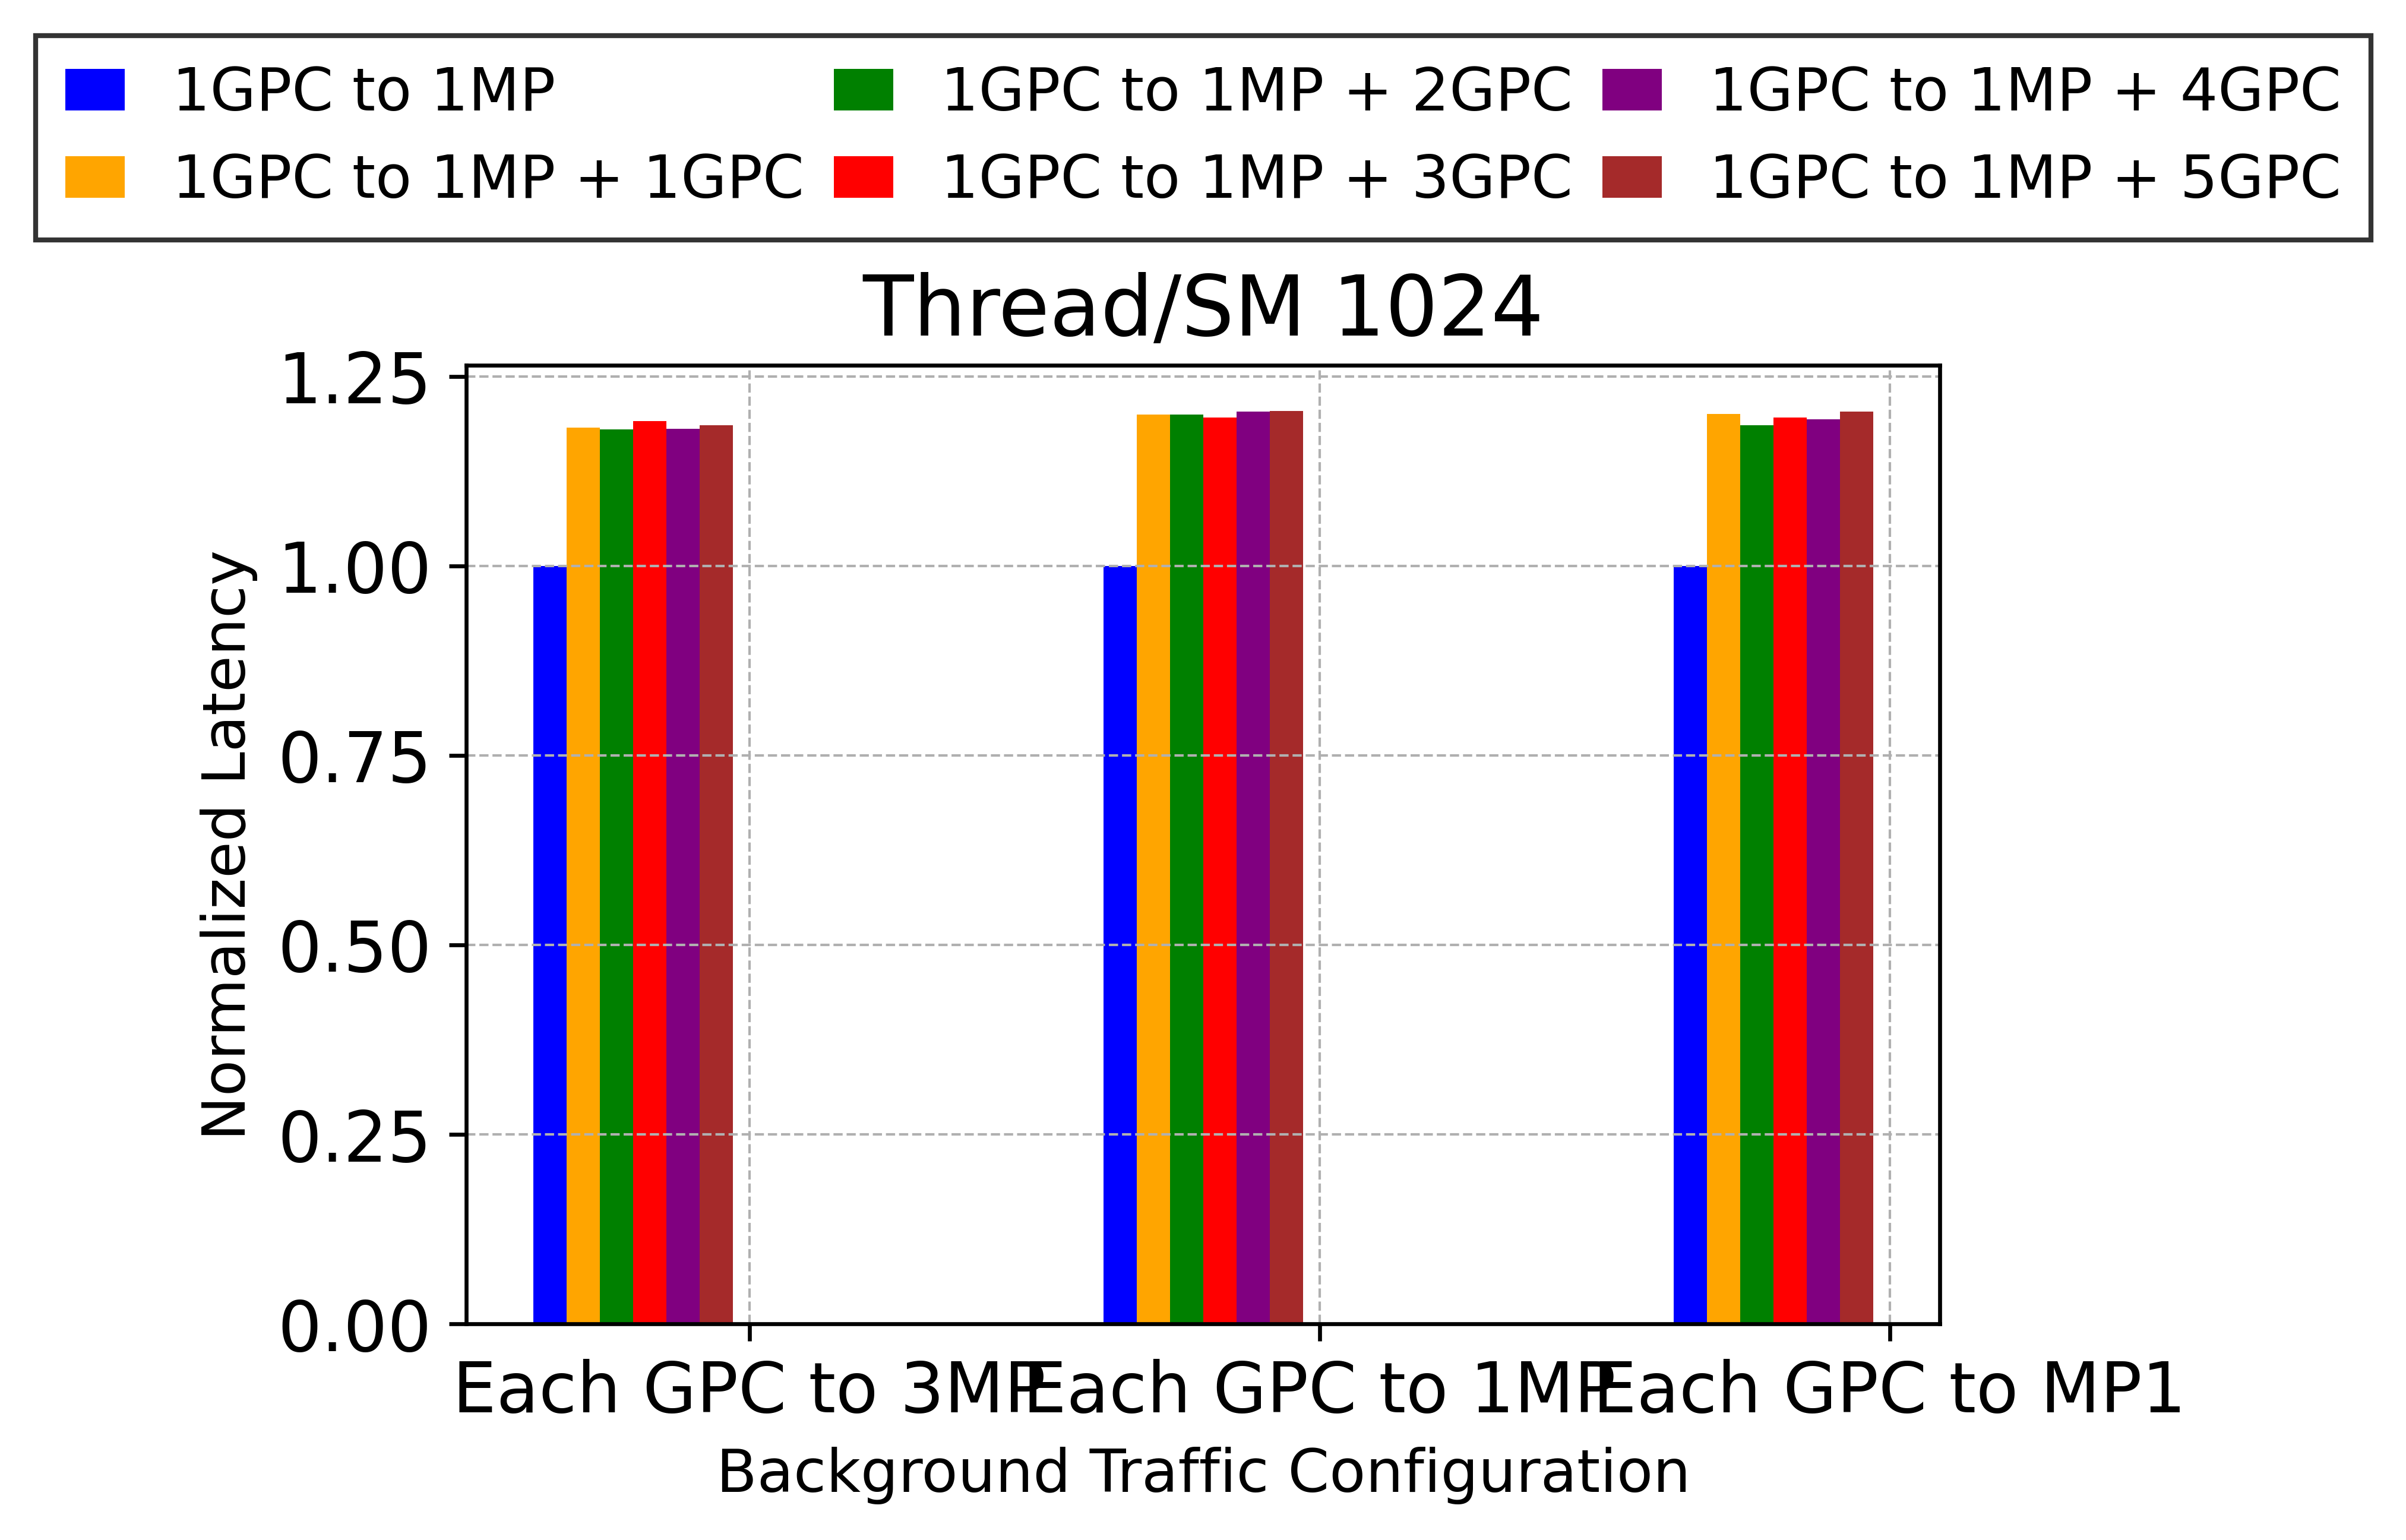 1GPC to 1MP
1GPC to 1MP + 1GPC
1GPC to 1MP + 2GPC
1GPC to 1MP + 3GPC
1GPC to 1MP + 4GPC
1GPC to 1MP + 5GPC
Thread/SM 1024
Normalized Latency
1.25
1.00
0.75
0.50
0.25
0.00
Each GPC to 3MP
Each GPC to 1MP
Each GPC to MP1
Background Traffic Configuration